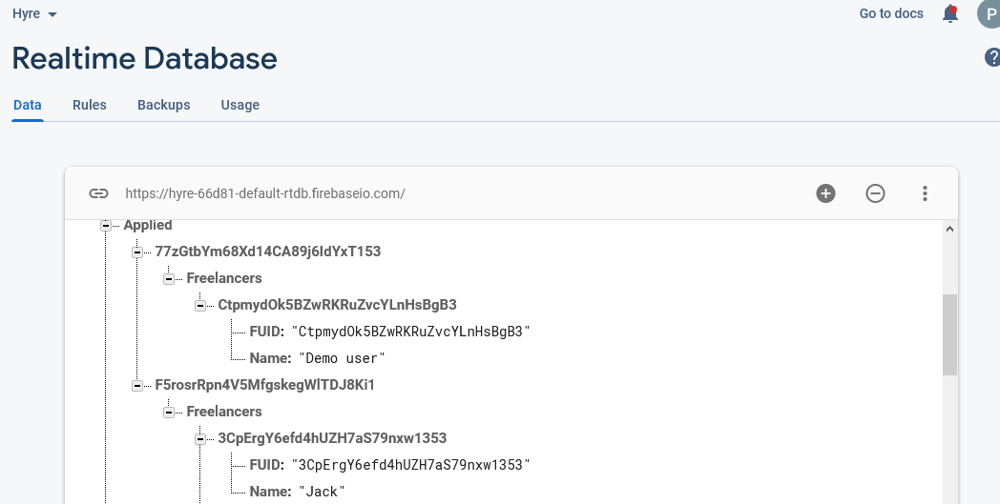 Hyre
Go to docs
P
Realtime Database
?
Data Rules Backups Usage
https://hyre-66d81-default-rtdb.firebaseio.com/
Applied
77zGtbYm68Xd14CA89j6IdYxT153
Freelancers
CtpmydOk5BZwRKRuZvcYLnHsBgB3
FUID: "CtpmydOk5BZwRKRuZvcYLnHsBgB3"
Name: "Demo user"
F5rosrRpn4V5MfgskegWlTDJ8Ki1
Freelancers
3CpErgY6efd4hUZH7aS79nxw1353
FUID: "3CpErgY6efd4hUZH7aS79nxw1353"
Name: "Jack"